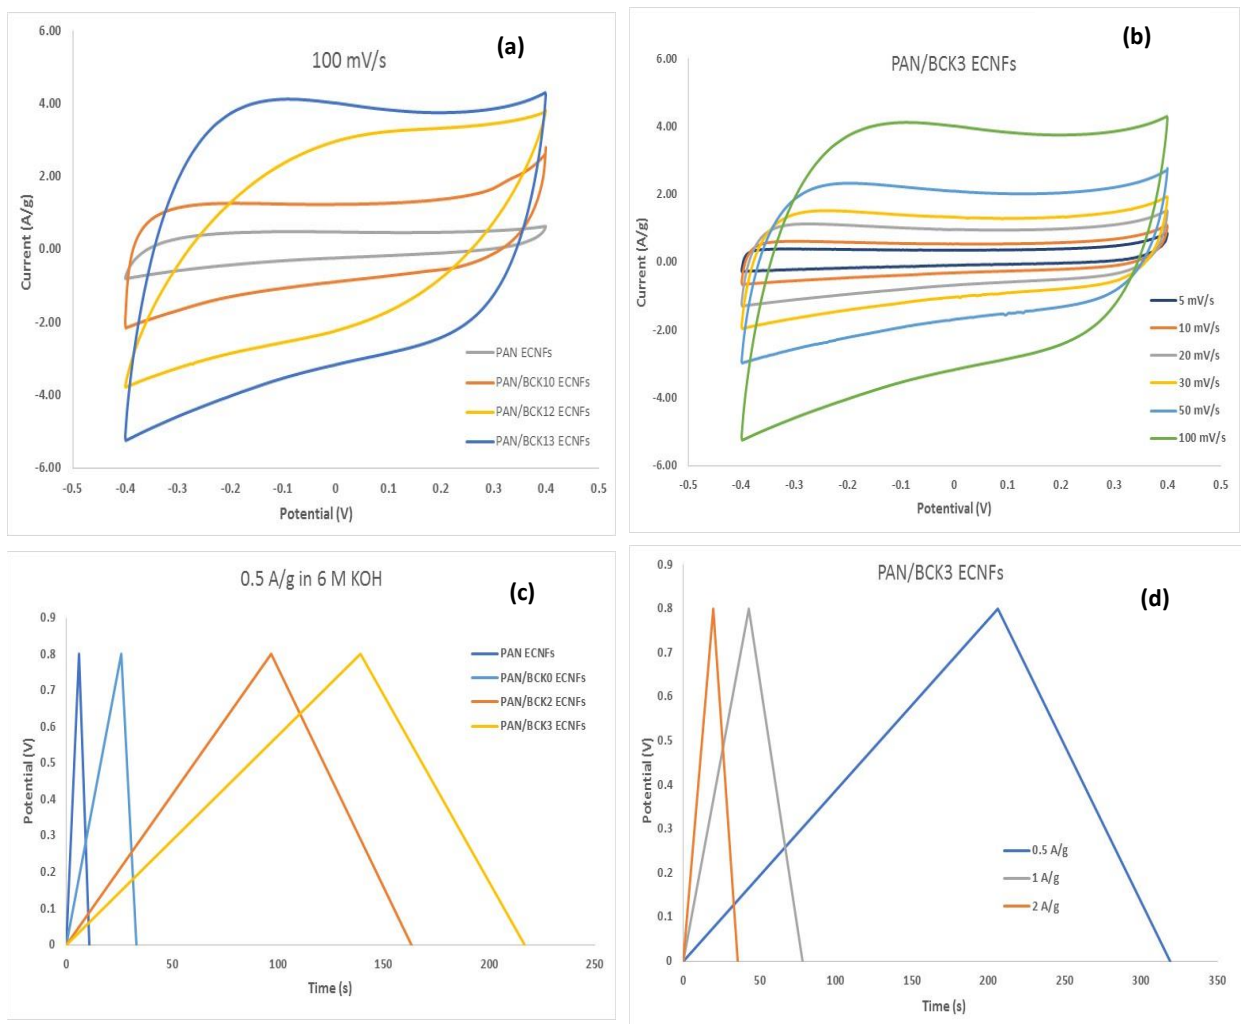 (a)
100 mV/s
6.00
4.00
2.00
0.00
-2.00
-4.00
-6.00
Current (A/g)
PAN ECNFs
PAN/BCK10 ECNFs
PAN/BCK12 ECNFs
PAN/BCK13 ECNFs
-0.5 -0.4 -0.3 -0.2 -0.1 0 0.1 0.2 0.3 0.4 0.5
Potential (V)
(b)
PAN/BCK3 ECNFs
6.00
4.00
2.00
0.00
-2.00
-4.00
-6.00
Current (A/g)
5 mV/s
10 mV/s
20 mV/s
30 mV/s
50 mV/s
100 mV/s
-0.5 -0.4 -0.3 -0.2 -0.1 0 0.1 0.2 0.3 0.4 0.5
Potentival (V)
0.5 A/g in 6 M KOH
(c)
0.9
0.8
0.7
0.6
0.5
0.4
0.3
0.2
0.1
0
Potential (V)
PAN ECNFs
PAN/BCK0 ECNFs
PAN/BCK2 ECNFs
PAN/BCK3 ECNFs
0 50 100 150 200 250
Time (s)
PAN/BCK3 ECNFs
(d)
0.9
0.8
0.7
0.6
0.5
0.4
0.3
0.2
0.1
0
Potential (V)
0.5 A/g
1 A/g
2 A/g
0 50 100 150 200 250 300 350
Time (s)